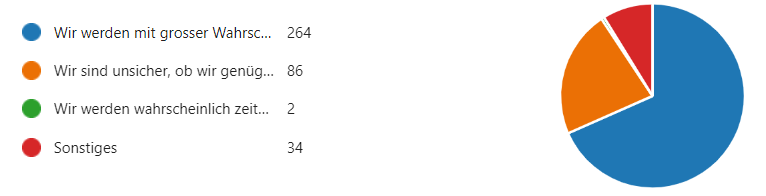 Wir werden mit grosser Wahrsc... 264
Wir sind unsicher, ob wir genüg... 86
Wir werden wahrscheinlich zeit... 2
Sonstiges 34